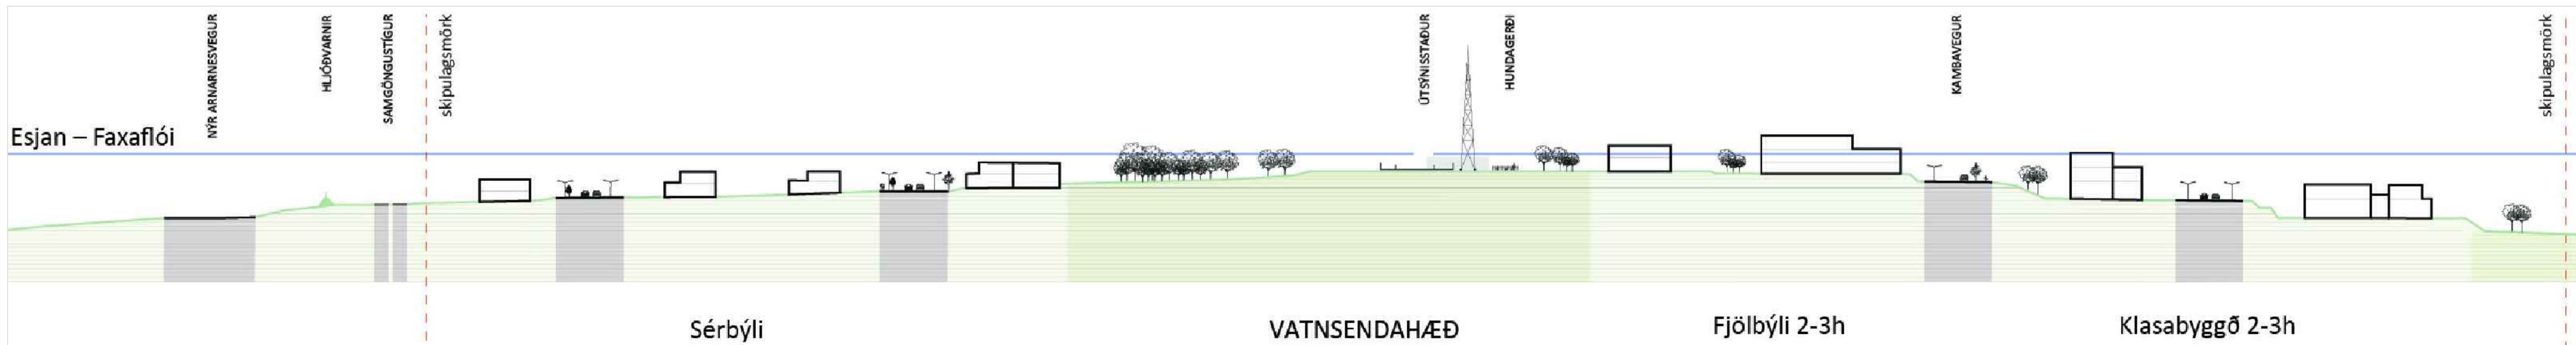 NÝR ARNARNESVEGUR
HLJÓÐVARNIR
SAMGÖNGUSTÍGUR
skipulagsmörk
ÚTSÝNISSTAÐUR
HUNDAGERÐI
KAMBAVEGUR
skipulagsmörk
Esjan – Faxaflói
Sérbýli
VATNSENDAHÆÐ
Fjölbýli 2-3h
Klasabyggð 2-3h